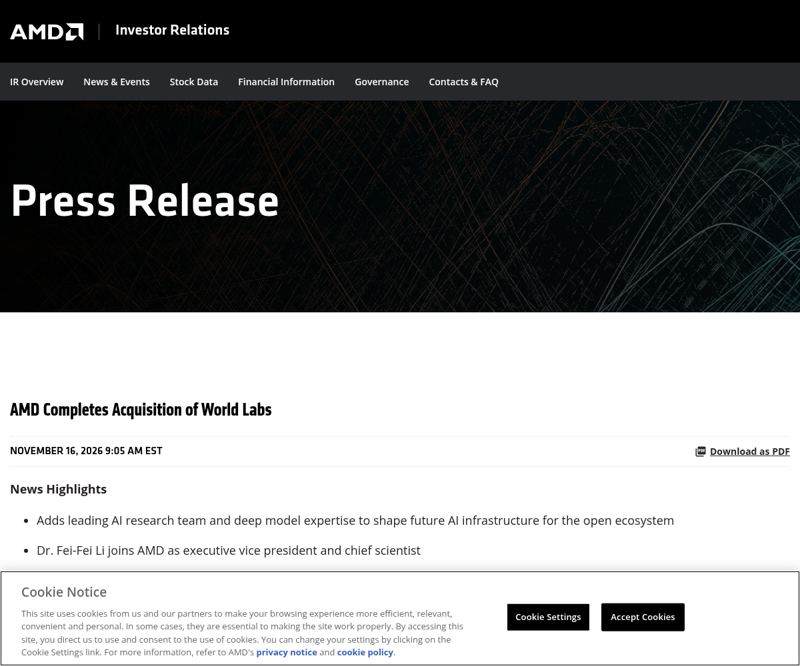 AMD
Investor Relations
IR Overview News & Events Stock Data Financial Information Governance Contacts & FAQ
Press Release
AMD Completes Acquisition of World Labs
NOVEMBER 16, 2026 9:05 AM EST
Download as PDF
News Highlights
• Adds leading AI research team and deep model expertise to shape future AI infrastructure for the open ecosystem
• Dr. Fei-Fei Li joins AMD as executive vice president and chief scientist
Cookie Notice
This site uses cookies from us and our partners to make your browsing experience more efficient, relevant,
convenient and personal. In some cases, they are essential to making the site work properly. By accessing this
site, you direct us to use and consent to the use of cookies. You can change your settings by clicking on the
Cookie Settings link. For more information, refer to AMD's privacy notice and cookie policy.
Cookie Settings
Accept Cookies